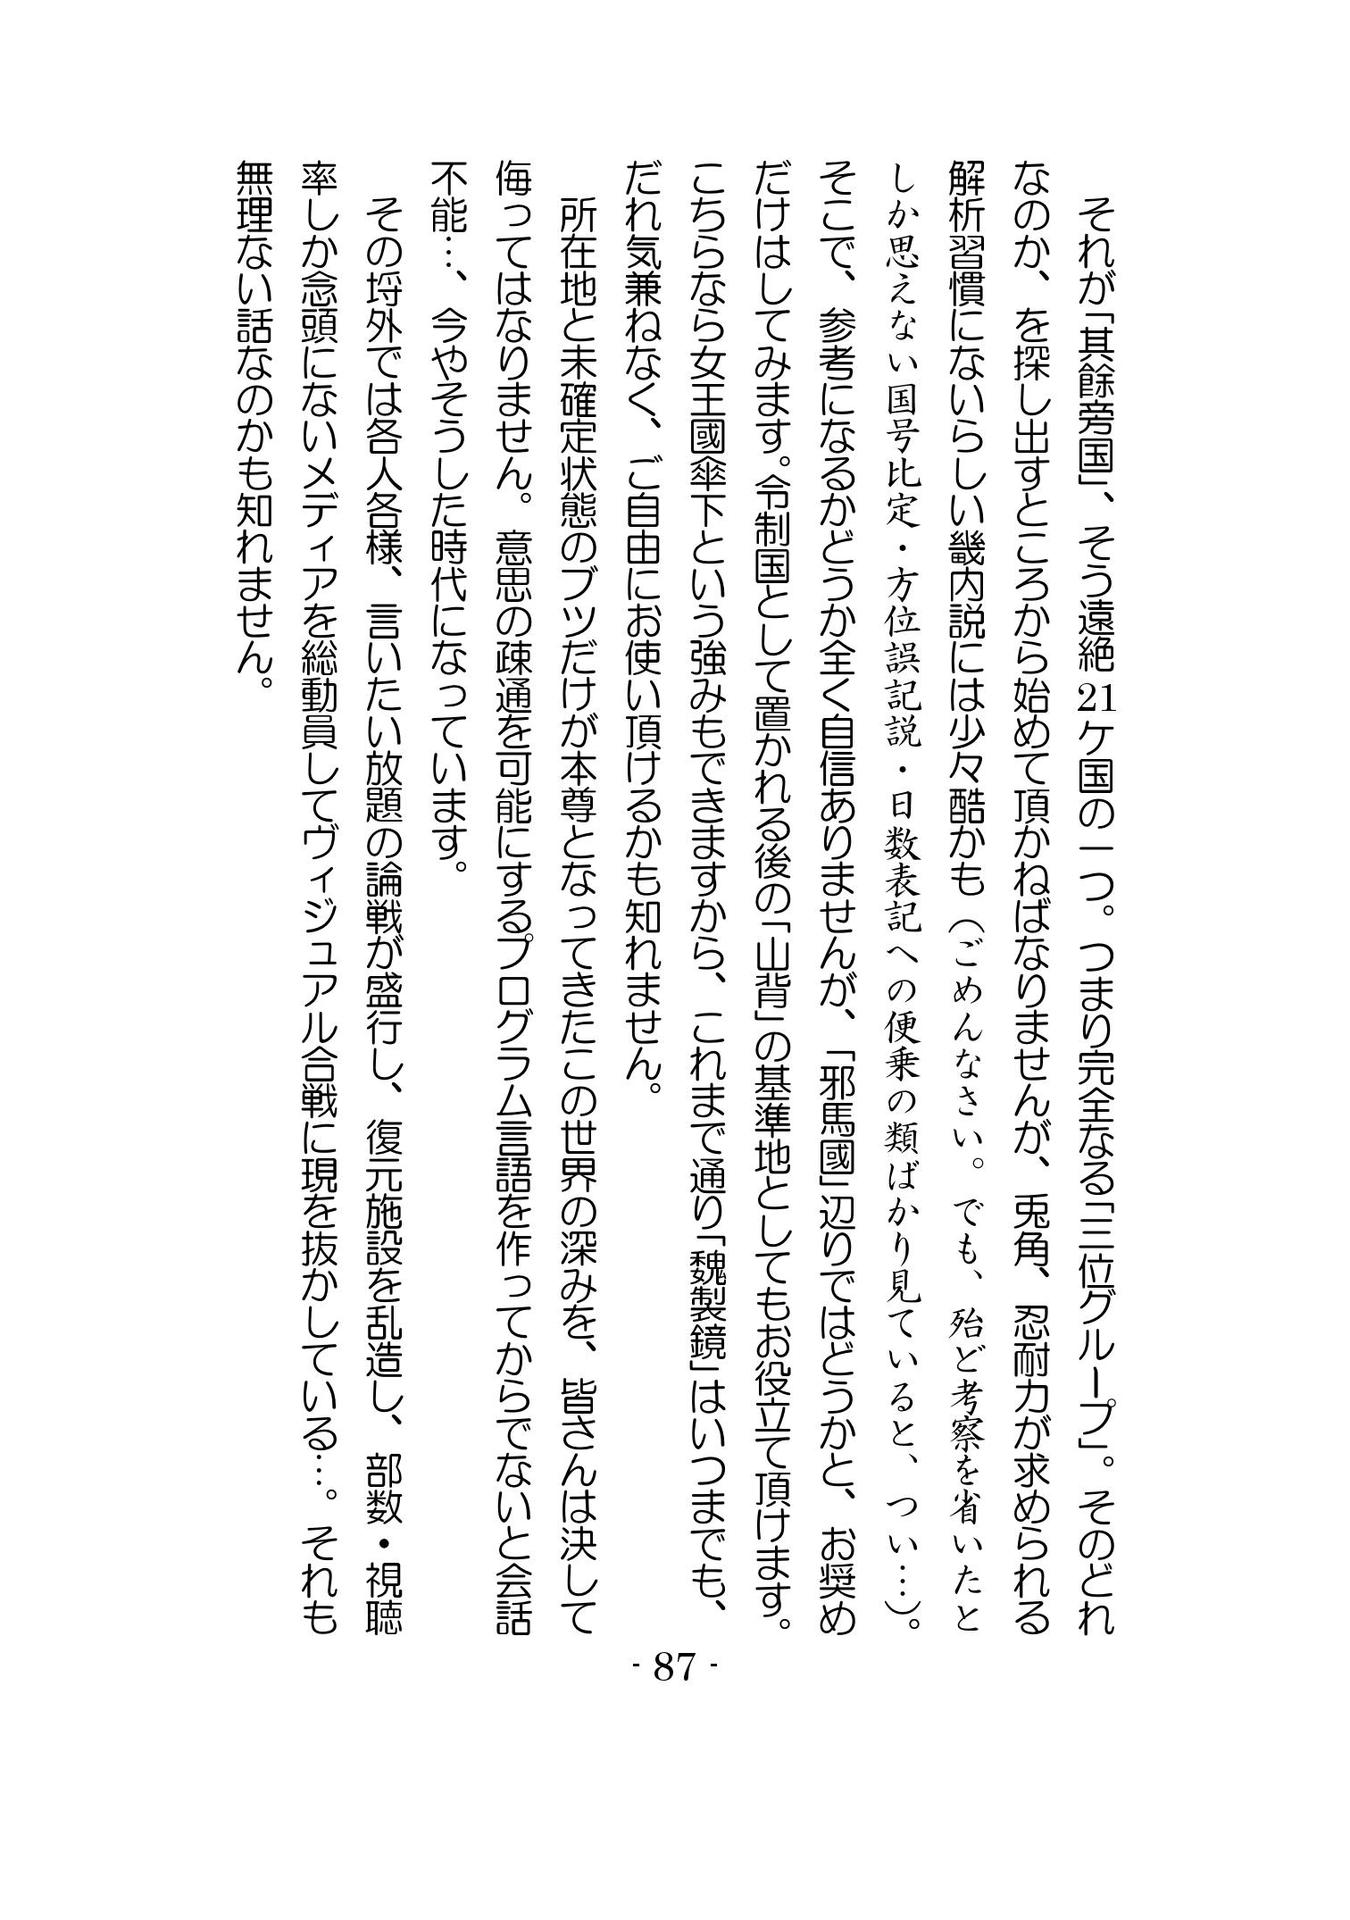 それが「其餘旁国」、そう遠絶21ケ国の一つ。つまり完全なる「三位グループ」。そのどれ
なのか、を探し出すところから始めて頂かねばなりませんが、兎角、忍耐力が求められる
解析習慣にないらしい畿内説には少々酷かも（ごめんなさい。でも、殆ど考察を省いたと
しか思えない国号比定・方位誤記説・日数表記への便乗の類ばかり見ていると、つい…）。
そこで、参考になるかどうか全く自信ありませんが、「邪馬國」辺りではどうかと、お奨め
だけはしてみます。令制国として置かれる後の「山背」の基準地としてもお役立て頂けます。
こちらなら女王國傘下という強みもできますから、これまで通り「魏製鏡」はいつまでも、
だれ気兼ねなく、ご自由にお使い頂けるかも知れません。
　所在地と未確定状態のブツだけが本尊となってきたこの世界の深みを、皆さんは決して
侮ってはなりません。意思の疎通を可能にするプログラム言語を作ってからでないと会話
不能…、今やそうした時代になっています。
　その埒外では各人各様、言いたい放題の論戦が盛行し、復元施設を乱造し、部数・視聴
率しか念頭にないメディアを総動員してヴィジュアル合戦に現を抜かしている…。それも
無理ない話なのかも知れません。
- 87 -